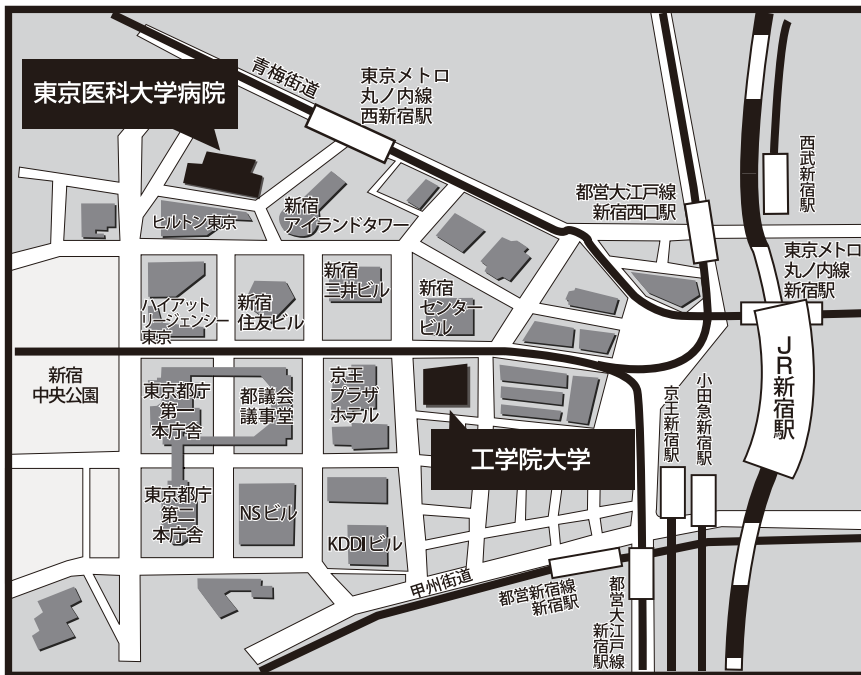 東京医科大学病院
青梅街道
東京メトロ
丸ノ内線
西新宿駅
西武新宿駅
都営大江戸線
新宿西口駅
ヒルトン東京
新宿
アイランドタワー
東京メトロ
丸ノ内線
新宿駅
ハイアット
リージェンシー
東京
新宿
住友ビル
新宿
三井ビル
新宿
センター
ビル
JR新宿駅
新宿
中央公園
東京都庁
第一
本庁舎
都議会
議事堂
京王
プラザ
ホテル
工学院大学
京王新宿駅
小田急新宿駅
東京都庁
第二
本庁舎
NSビル
KDDIビル
甲州街道
都営新宿線
新宿駅
都営大江戸線
新宿駅